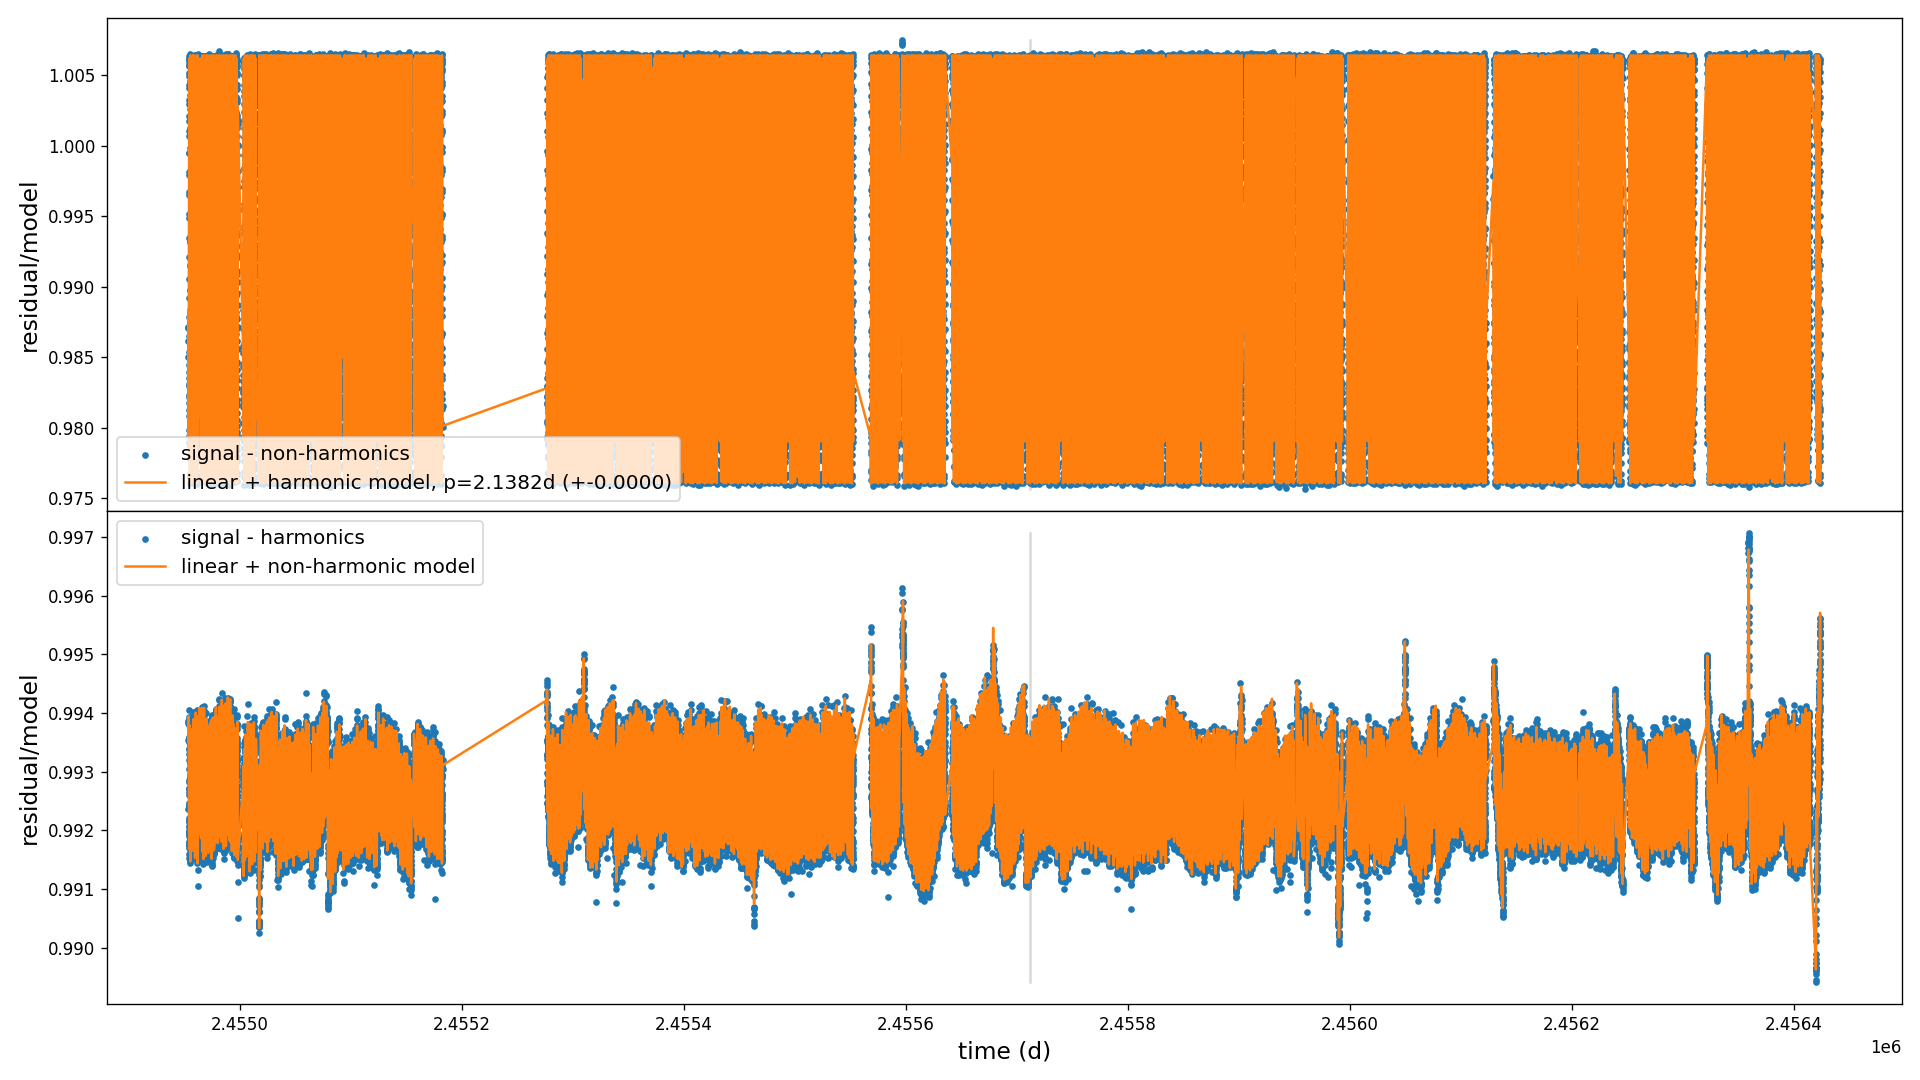 residual/model
1.005
1.000
0.995
0.990
0.985
0.980
0.975
signal - non-harmonics
linear + harmonic model, p=2.1382d (+-0.0000)
residual/model
0.997
0.996
0.995
0.994
0.993
0.992
0.991
0.990
signal - harmonics
linear + non-harmonic model
2.4550
2.4552
2.4554
2.4556
2.4558
2.4560
2.4562
2.4564
1e6
time (d)